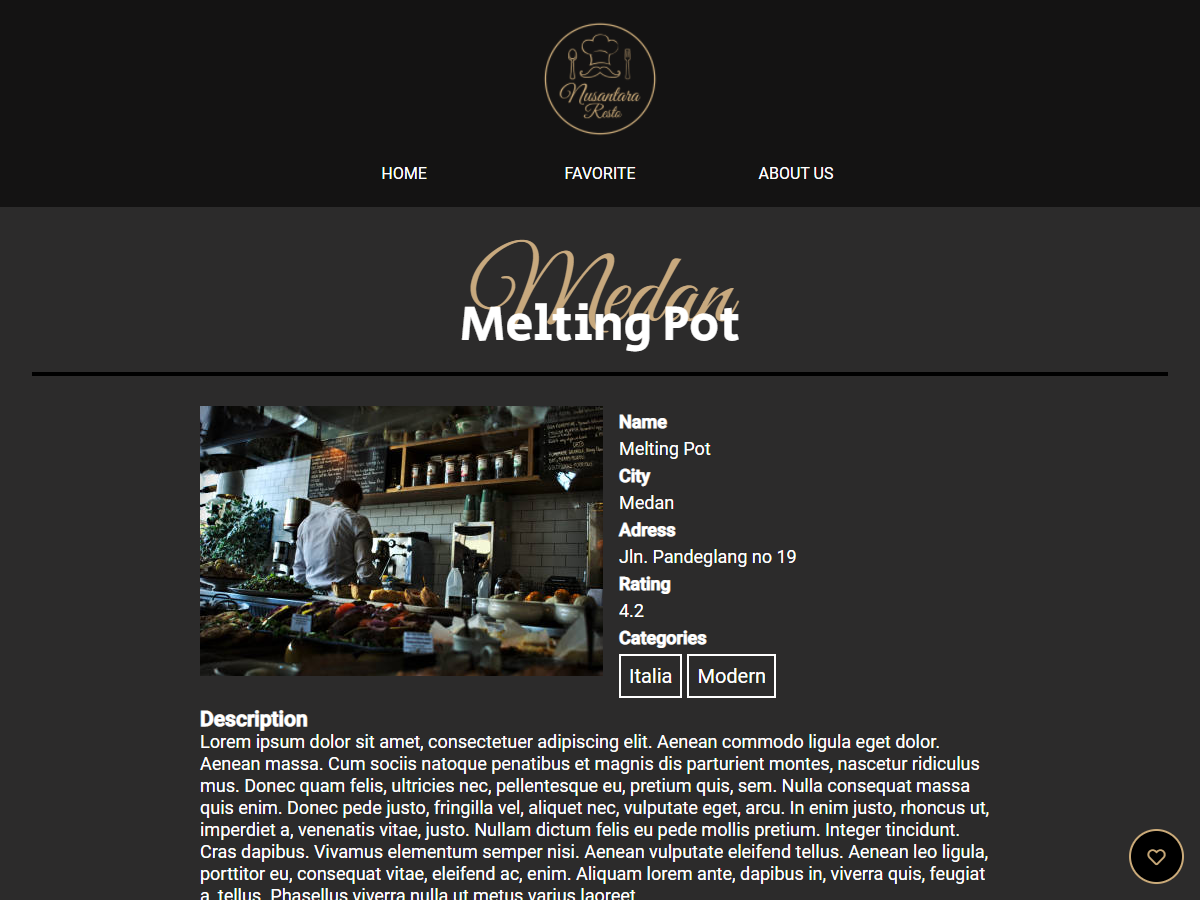 Nusantara
Resto
HOME
FAVORITE
ABOUT US
Medan
Melting Pot
Name
Melting Pot
City
Medan
Adress
Jln. Pandeglang no 19
Rating
4.2
Categories
Italia
Modern
Description
Lorem ipsum dolor sit amet, consectetuer adipiscing elit. Aenean commodo ligula eget dolor.
Aenean massa. Cum sociis natoque penatibus et magnis dis parturient montes, nascetur ridiculus
mus. Donec quam felis, ultricies nec, pellentesque eu, pretium quis, sem. Nulla consequat massa
quis enim. Donec pede justo, fringilla vel, aliquet nec, vulputate eget, arcu. In enim justo, rhoncus ut,
imperdiet a, venenatis vitae, justo. Nullam dictum felis eu pede mollis pretium. Integer tincidunt.
Cras dapibus. Vivamus elementum semper nisi. Aenean vulputate eleifend tellus. Aenean leo ligula,
porttitor eu, consequat vitae, eleifend ac, enim. Aliquam lorem ante, dapibus in, viverra quis, feugiat
a, tellus. Phasellus viverra nulla ut metus varius laoreet.